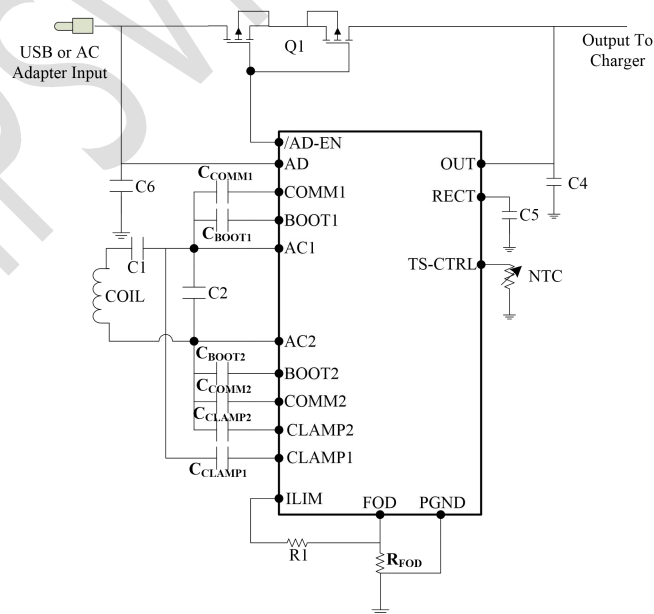 Q1
USB or AC
Adapter Input
Output To
Charger
/AD-EN
AD
OUT
C6
CCOMM1
COMM1
RECT
C4
BOOT1
C5
CBOOT1
AC1
C1
TS-CTRL
NTC
COIL
C2
AC2
CBOOT2
BOOT2
CCOMM2
COMM2
CCLAMP2
CLAMP2
CLAMP1
CCLAMP1
ILIM
FOD
PGND
R1
RFOD